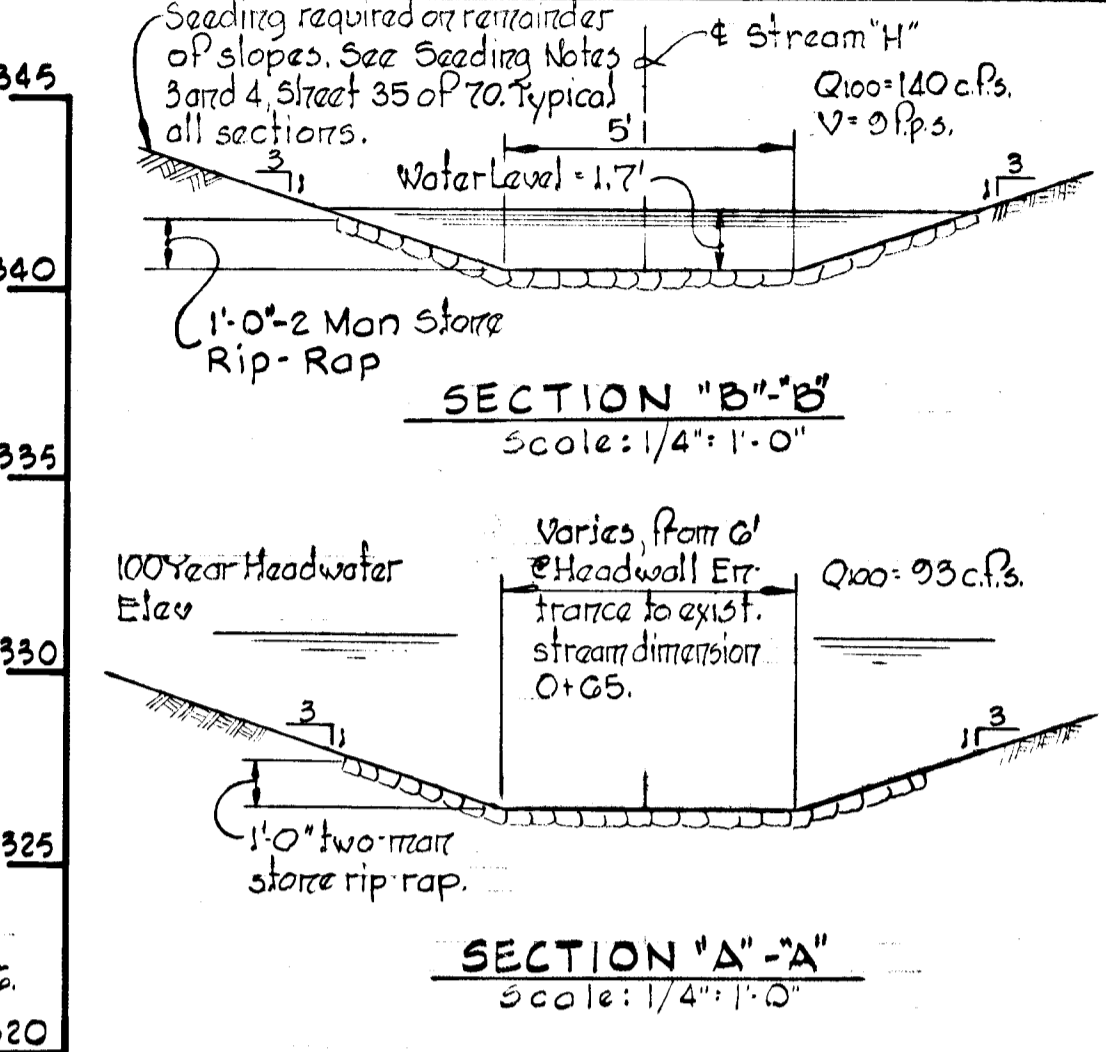 Seeding required on remainder
of slopes. See Seeding Notes
3 and 4, Sheet 35 of 70. Typical
all sections.
℄ Stream "H"
Q100=140 c.f.s.
V= 9 f.p.s.
5'
345
3
1
Water Level = 1.7'
3
1
340
1'-0"-2 Man Stone
Rip-Rap
SECTION "B"-"B"
Scale: 1/4": 1'-0"
335
100 Year Headwater
Elev
Varies, from 6'
@ Headwall En-
trance to exist.
stream dimension
0+65.
Q100= 93 c.f.s.
330
3
1
3
1
325
1'-0" two-man
stone rip-rap.
SECTION "A"-"A"
Scale: 1/4": 1'-0"
320